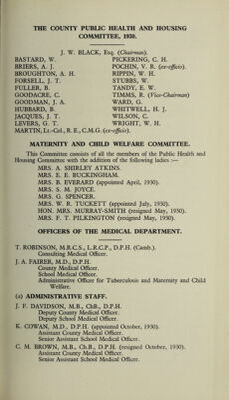 THE COUNTY PUBLIC HEALTH AND HOUSING
COMMITTEE, 1930.
J. W. BLACK, Esq. (Chairman).
BASTARD, W. PICKERING, C. H.
BRIERS, A. J. POCHIN, V. R. (ex-officio).
BROUGHTON, A. H. RIPPIN, W. H.
FORSELL, J. T. STUBBS, W.
FULLER, B. TANDY, E. W.
GOODACRE, C. TIMMS, R. (Vice-Chairman)
GOODMAN, J. A. WARD, G.
HUBBARD, B. WHITWELL, H. J.
JACQUES, J. T. WILSON, C.
LEVERS, G. T. WRIGHT, W. H.
MARTIN, Lt.-Col., R. E., C.M.G. (ex-officio).
MATERNITY AND CHILD WELFARE COMMITTEE.
This Committee consists of all the members of the Public Health and
Housing Committee with the addition of the following ladies :—
MRS. A. SHIRLEY ATKINS.
MRS. E. E. BUCKINGHAM.
MRS. B. EVERARD (appointed April, 1930).
MRS. S. M. JOYCE.
MRS. G. SPENCER.
MRS. W. R. TUCKETT (appointed July, 1930).
HON. MRS. MURRAY-SMITH (resigned May, 1930).
MRS. F. T. PILKINGTON (resigned May, 1930).
OFFICERS OF THE MEDICAL DEPARTMENT.
T. ROBINSON, M.R.C.S., L.R.C.P., D.P.H. (Camb.).
Consulting Medical Officer.
J. A. FAIRER, M.D., D.P.H.
County Medical Officer.
School Medical Officer.
Administrative Officer for Tuberculosis and Maternity and Child
Welfare.
(a) ADMINISTRATIVE STAFF.
J. F. DAVIDSON, M.B., Ch.B., D.P.H.
Deputy County Medical Officer.
Deputy School Medical Officer.
K. COWAN, M.D., D.P.H. (appointed October, 1930).
Assistant County Medical Officer.
Senior Assistant School Medical Officer.
C. M. BROWN, M.B., Ch.B., D.P.H. (resigned October, 1930).
Assistant County Medical Officer.
Senior Assistant School Medical Officer.